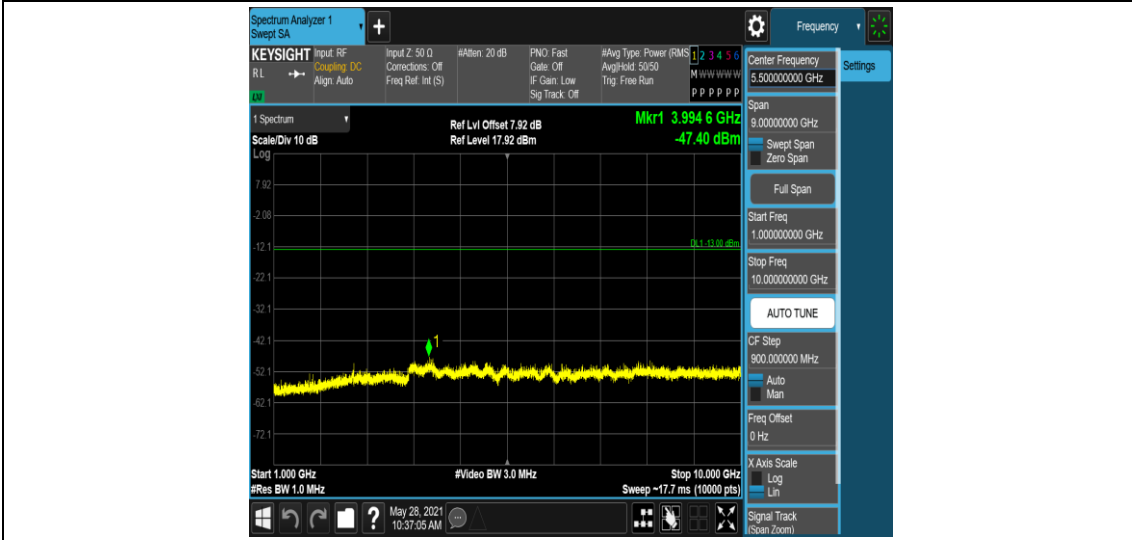 Spectrum Analyzer 1
Swept SA
+
Frequency
KEYSIGHT
RL
Input: RF
Coupling: DC
Align: Auto
Input Z: 50 Ω
Corrections: Off
Freq Ref: Int (S)
#Atten: 20 dB
PNO: Fast
Gate: Off
IF Gain: Low
Sig Track: Off
#Avg Type: Power (RMS
Avg|Hold: 50/50
Trig: Free Run
1 2 3 4 5 6
M W W W W W
P P P P P P
1 Spectrum
Scale/Div 10 dB
Log
Ref Lvl Offset 7.92 dB
Ref Level 17.92 dBm
Mkr1 3.994 6 GHz
-47.40 dBm
7.92
-2.08
-12.1
DL1 -13.00 dBm
-22.1
-32.1
-42.1
1
-52.1
-62.1
-72.1
Start 1.000 GHz
#Res BW 1.0 MHz
#Video BW 3.0 MHz
Stop 10.000 GHz
Sweep ~17.7 ms (10000 pts)
?
May 28, 2021
10:37:05 AM
Center Frequency
5.500000000 GHz
Settings
Span
9.00000000 GHz
Swept Span
Zero Span
Full Span
Start Freq
1.000000000 GHz
Stop Freq
10.000000000 GHz
AUTO TUNE
CF Step
900.000000 MHz
Auto
Man
Freq Offset
0 Hz
X Axis Scale
Log
Lin
Signal Track
(Span Zoom)